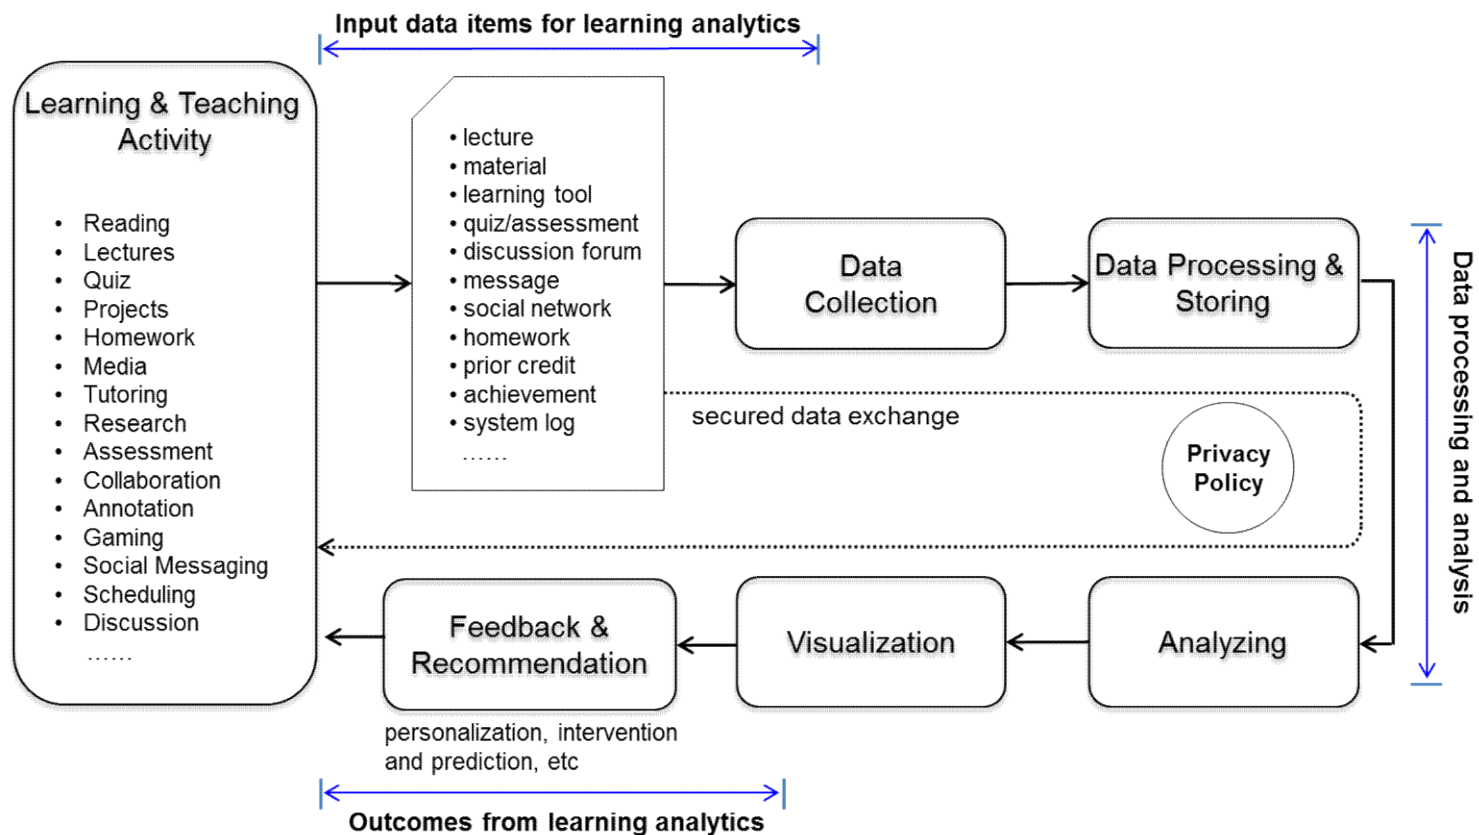 Input data items for learning analytics
Learning & Teaching
Activity
• Reading
• Lectures
• Quiz
• Projects
• Homework
• Media
• Tutoring
• Research
• Assessment
• Collaboration
• Annotation
• Gaming
• Social Messaging
• Scheduling
• Discussion
......
• lecture
• material
• learning tool
• quiz/assessment
• discussion forum
• message
• social network
• homework
• prior credit
• achievement
• system log
......
Data
Collection
Data Processing &
Storing
Data processing and analysis
secured data exchange
Privacy
Policy
Feedback &
Recommendation
Visualization
Analyzing
personalization, intervention
and prediction, etc
Outcomes from learning analytics